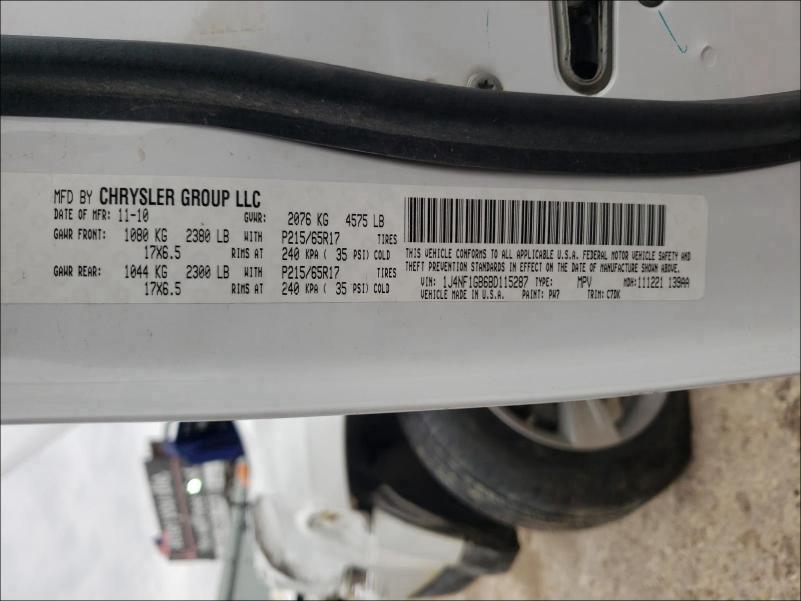 MFD BY CHRYSLER GROUP LLC
DATE OF MFR: 11-10 GVWR: 2076 KG 4575 LB
GAWR FRONT: 1080 KG 2380 LB WITH P215/65R17 TIRES
17X6.5 RIMS AT 240 KPA ( 35 PSI) COLD
GAWR REAR: 1044 KG 2300 LB WITH P215/65R17 TIRES
17X6.5 RIMS AT 240 KPA ( 35 PSI) COLD
THIS VEHICLE CONFORMS TO ALL APPLICABLE U.S.A. FEDERAL MOTOR VEHICLE SAFETY AND
THEFT PREVENTION STANDARDS IN EFFECT ON THE DATE OF MANUFACTURE SHOWN ABOVE.
VIN: 1J4NF1GB6BD115287 TYPE: MPV MDH: 111221 139AA
VEHICLE MADE IN U.S.A. PAINT: PW7 TRIM: C7DK